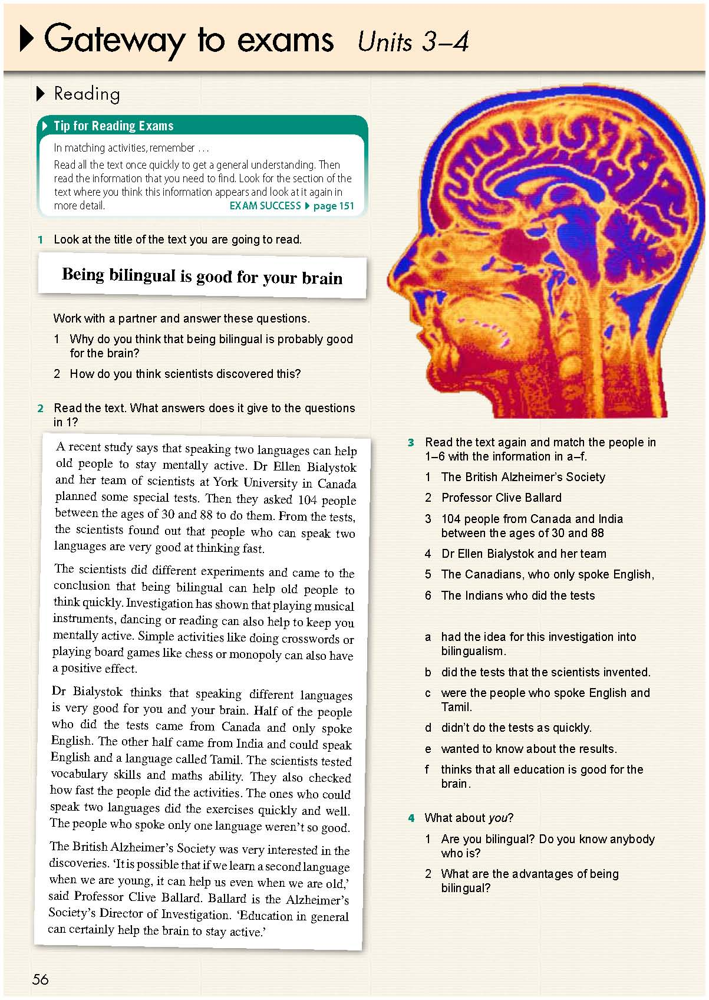 Gateway to exams Units 3–4
Reading
Tip for Reading Exams
In matching activities, remember …
Read all the text once quickly to get a general understanding. Then
read the information that you need to find. Look for the section of the
text where you think this information appears and look at it again in
more detail. EXAM SUCCESS page 151
1 Look at the title of the text you are going to read.
Being bilingual is good for your brain
Work with a partner and answer these questions.
1 Why do you think that being bilingual is probably good
for the brain?
2 How do you think scientists discovered this?
2 Read the text. What answers does it give to the questions
in 1?
A recent study says that speaking two languages can help
old people to stay mentally active. Dr Ellen Bialystok
and her team of scientists at York University in Canada
planned some special tests. Then they asked 104 people
between the ages of 30 and 88 to do them. From the tests,
the scientists found out that people who can speak two
languages are very good at thinking fast.
The scientists did different experiments and came to the
conclusion that being bilingual can help old people to
think quickly. Investigation has shown that playing musical
instruments, dancing or reading can also help to keep you
mentally active. Simple activities like doing crosswords or
playing board games like chess or monopoly can also have
a positive effect.
Dr Bialystok thinks that speaking different languages
is very good for you and your brain. Half of the people
who did the tests came from Canada and only spoke
English. The other half came from India and could speak
English and a language called Tamil. The scientists tested
vocabulary skills and maths ability. They also checked
how fast the people did the activities. The ones who could
speak two languages did the exercises quickly and well.
The people who spoke only one language weren't so good.
The British Alzheimer's Society was very interested in the
discoveries. 'It is possible that if we learn a second language
when we are young, it can help us even when we are old,'
said Professor Clive Ballard. Ballard is the Alzheimer's
Society's Director of Investigation. 'Education in general
can certainly help the brain to stay active.'
3 Read the text again and match the people in
1–6 with the information in a–f.
1 The British Alzheimer's Society
2 Professor Clive Ballard
3 104 people from Canada and India
between the ages of 30 and 88
4 Dr Ellen Bialystok and her team
5 The Canadians, who only spoke English,
6 The Indians who did the tests
a had the idea for this investigation into
bilingualism.
b did the tests that the scientists invented.
c were the people who spoke English and
Tamil.
d didn't do the tests as quickly.
e wanted to know about the results.
f thinks that all education is good for the
brain.
4 What about you?
1 Are you bilingual? Do you know anybody
who is?
2 What are the advantages of being
bilingual?
56